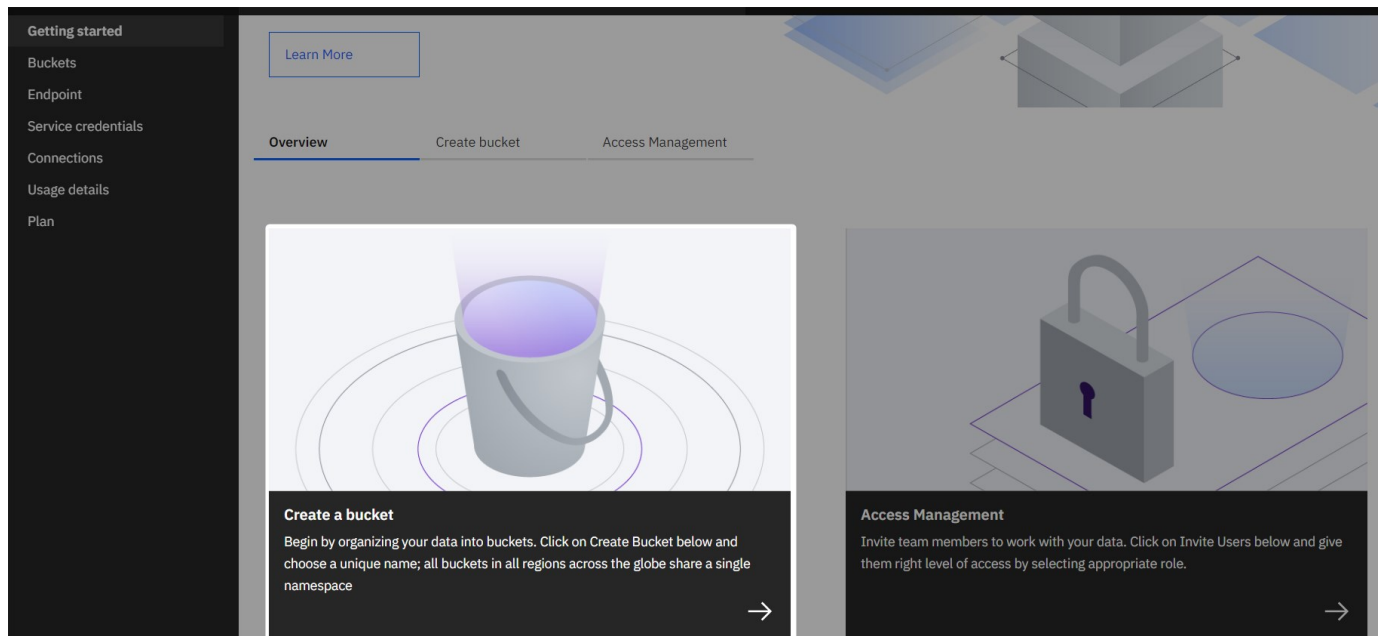 Getting started
Buckets
Endpoint
Service credentials
Connections
Usage details
Plan
Learn More
Overview
Create bucket
Access Management
Create a bucket
Begin by organizing your data into buckets. Click on Create Bucket below and
choose a unique name; all buckets in all regions across the globe share a single
namespace
Access Management
Invite team members to work with your data. Click on Invite Users below and give
them right level of access by selecting appropriate role.